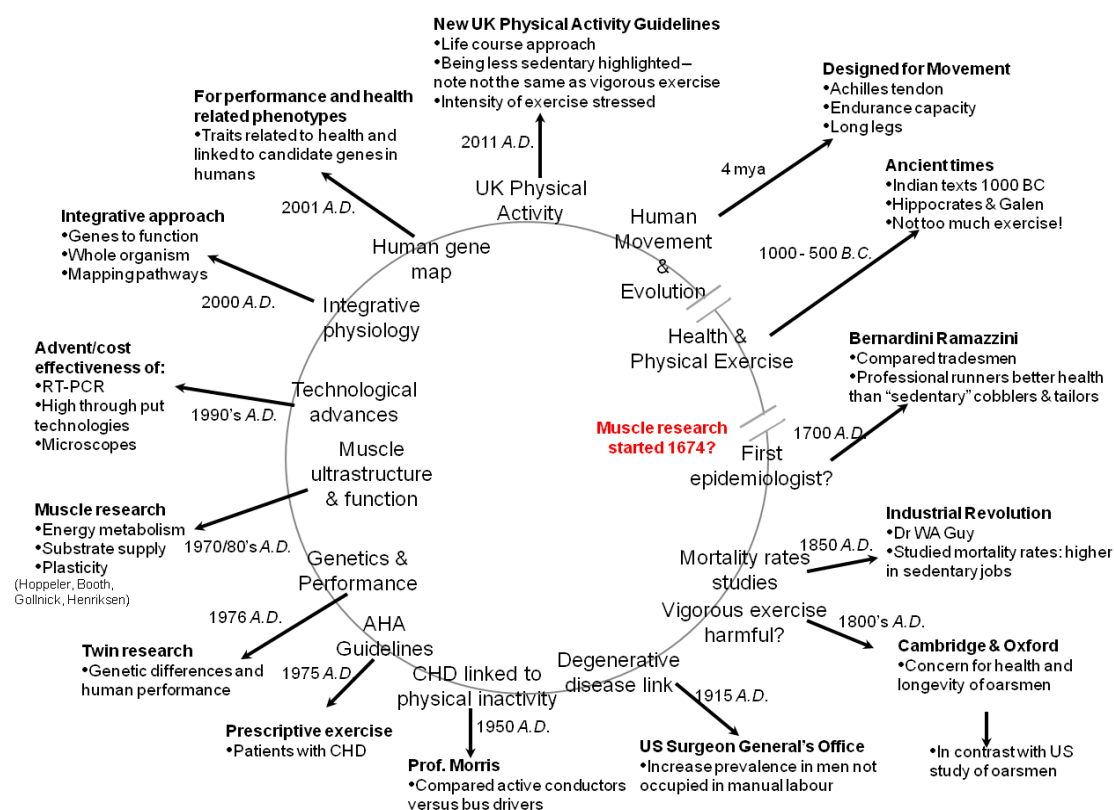 New UK Physical Activity Guidelines
•Life course approach
•Being less sedentary highlighted –
note not the same as vigorous exercise
•Intensity of exercise stressed
2011 A.D.
UK Physical
Activity
Designed for Movement
•Achilles tendon
•Endurance capacity
•Long legs
4 mya
Human
Movement
&
Evolution
Ancient times
•Indian texts 1000 BC
•Hippocrates & Galen
•Not too much exercise!
1000 - 500 B.C.
Health &
Physical Exercise
Bernardini Ramazzini
•Compared tradesmen
•Professional runners better health
than “sedentary” cobblers & tailors
1700 A.D.
First
epidemiologist?
Muscle research
started 1674?
Industrial Revolution
•Dr WA Guy
•Studied mortality rates: higher
in sedentary jobs
1850 A.D.
Mortality rates
studies
Vigorous exercise
harmful?
1800's A.D.
Cambridge & Oxford
•Concern for health and
longevity of oarsmen
•In contrast with US
study of oarsmen
Degenerative
disease link
1915 A.D.
US Surgeon General's Office
•Increase prevalence in men not
occupied in manual labour
CHD linked to
physical inactivity
1950 A.D.
Prof. Morris
•Compared active conductors
versus bus drivers
AHA
Guidelines
1975 A.D.
Prescriptive exercise
•Patients with CHD
Genetics &
Performance
1976 A.D.
Twin research
•Genetic differences and
human performance
Muscle
ultrastructure
& function
1970/80's A.D.
Muscle research
•Energy metabolism
•Substrate supply
•Plasticity
(Hoppeler, Booth,
Gollnick, Henriksen)
Technological
advances
1990's A.D.
Advent/cost
effectiveness of:
•RT-PCR
•High through put
technologies
•Microscopes
Integrative
physiology
2000 A.D.
Integrative approach
•Genes to function
•Whole organism
•Mapping pathways
Human gene
map
2001 A.D.
For performance and health
related phenotypes
•Traits related to health and
linked to candidate genes in
humans